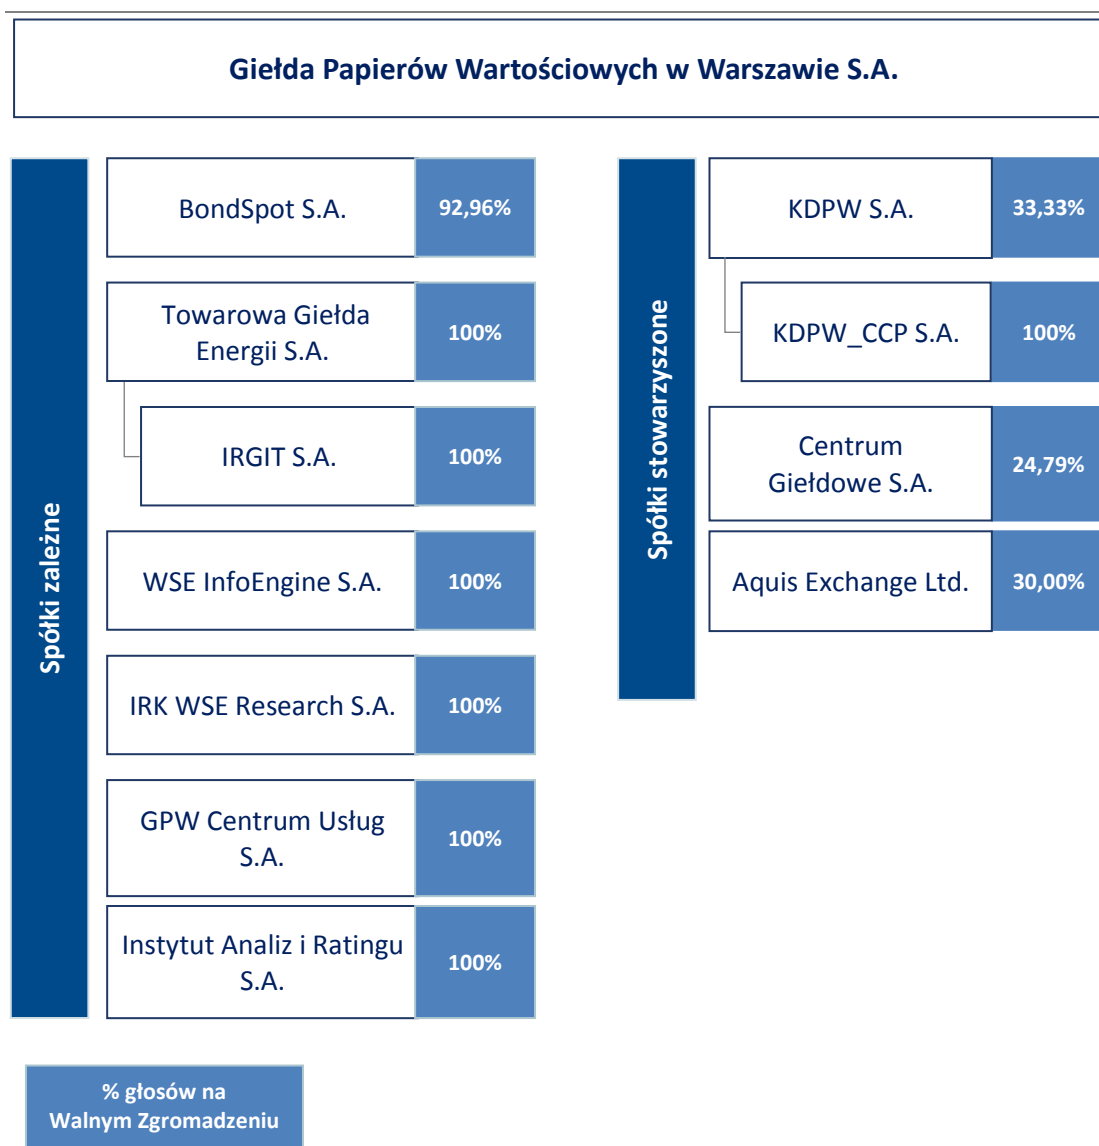 Giełda Papierów Wartościowych w Warszawie S.A.
Spółki zależne
BondSpot S.A.
92,96%
Towarowa Giełda
Energii S.A.
100%
IRGIT S.A.
100%
WSE InfoEngine S.A.
100%
IRK WSE Research S.A.
100%
GPW Centrum Usług
S.A.
100%
Instytut Analiz i Ratingu
S.A.
100%
Spółki stowarzyszone
KDPW S.A.
33,33%
KDPW_CCP S.A.
100%
Centrum
Giełdowe S.A.
24,79%
Aquis Exchange Ltd.
30,00%
% głosów na
Walnym Zgromadzeniu